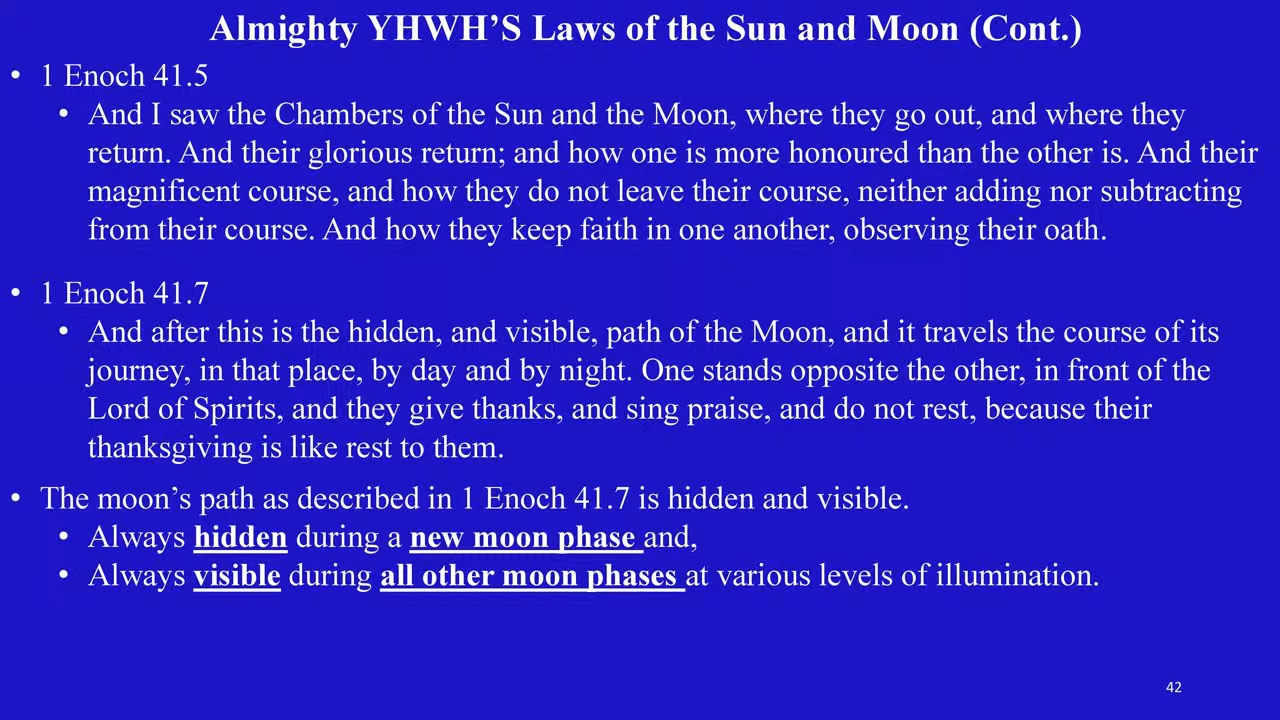 Almighty YHWH’S Laws of the Sun and Moon (Cont.)
• 1 Enoch 41.5
• And I saw the Chambers of the Sun and the Moon, where they go out, and where they
return. And their glorious return; and how one is more honoured than the other is. And their
magnificent course, and how they do not leave their course, neither adding nor subtracting
from their course. And how they keep faith in one another, observing their oath.
• 1 Enoch 41.7
• And after this is the hidden, and visible, path of the Moon, and it travels the course of its
journey, in that place, by day and by night. One stands opposite the other, in front of the
Lord of Spirits, and they give thanks, and sing praise, and do not rest, because their
thanksgiving is like rest to them.
• The moon’s path as described in 1 Enoch 41.7 is hidden and visible.
• Always hidden during a new moon phase and,
• Always visible during all other moon phases at various levels of illumination.
42